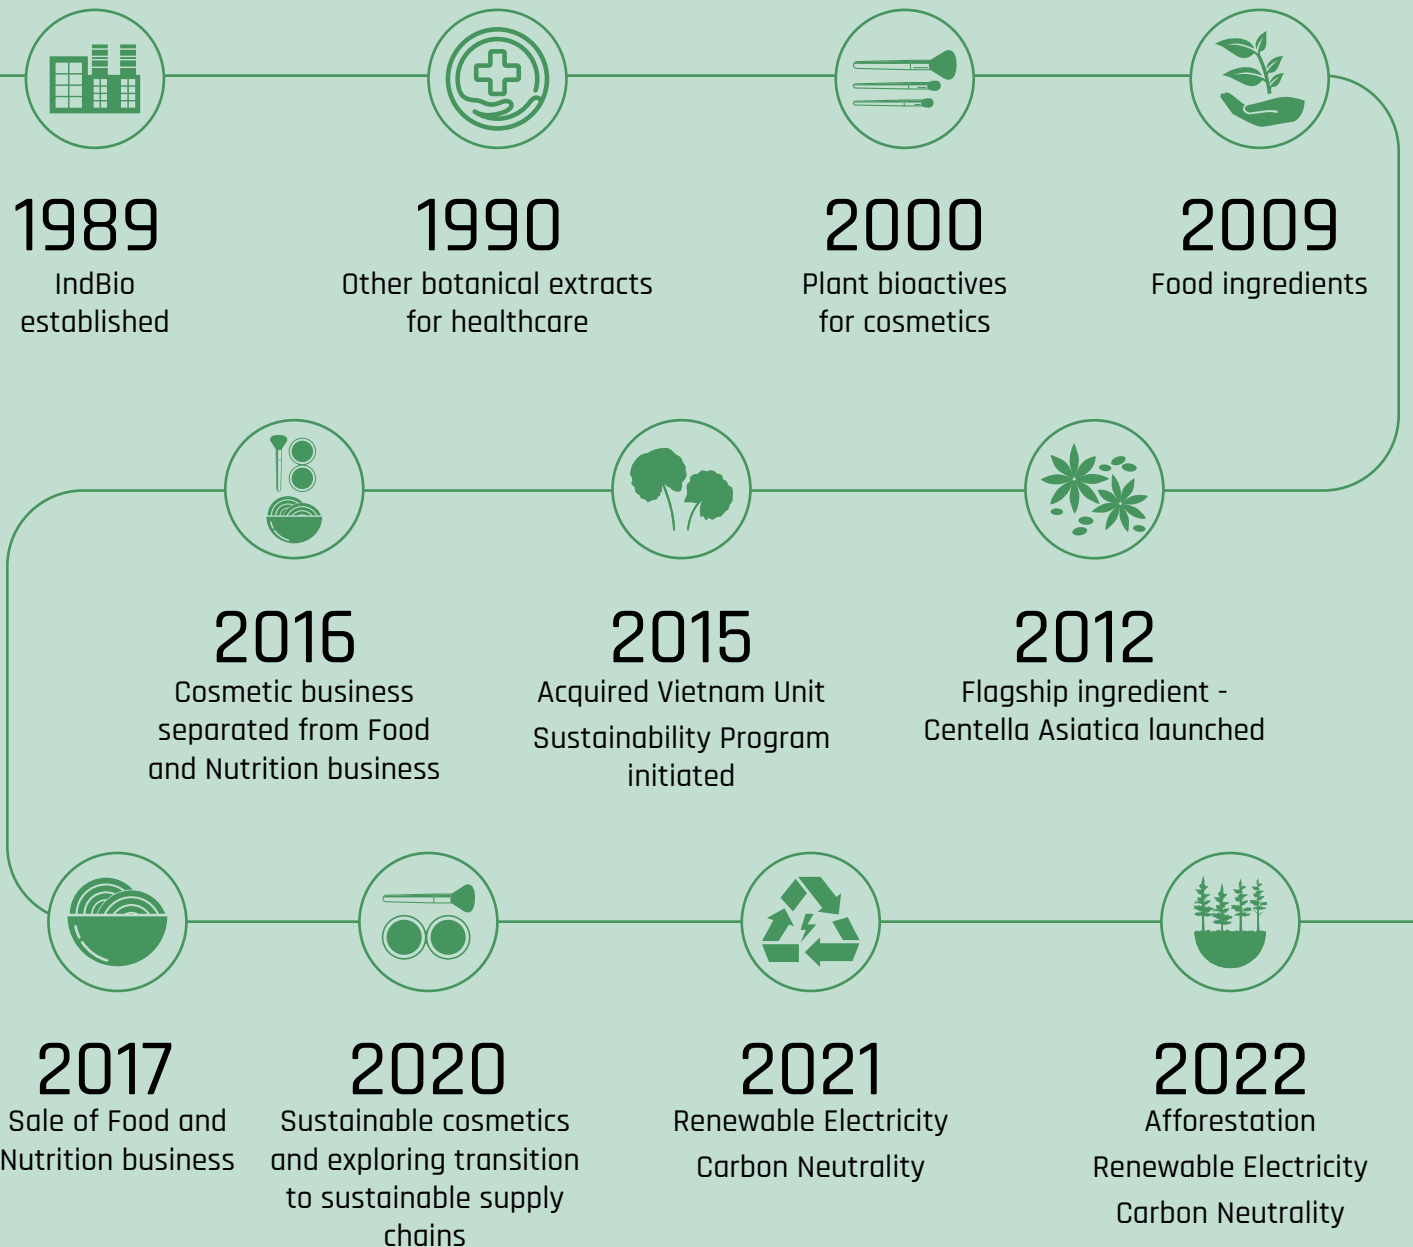 1989
IndBio
established
1990
Other botanical extracts
for healthcare
2000
Plant bioactives
for cosmetics
2009
Food ingredients
2016
Cosmetic business
separated from Food
and Nutrition business
2015
Acquired Vietnam Unit
Sustainability Program
initiated
2012
Flagship ingredient -
Centella Asiatica launched
2017
Sale of Food and
Nutrition business
2020
Sustainable cosmetics
and exploring transition
to sustainable supply
chains
2021
Renewable Electricity
Carbon Neutrality
2022
Afforestation
Renewable Electricity
Carbon Neutrality